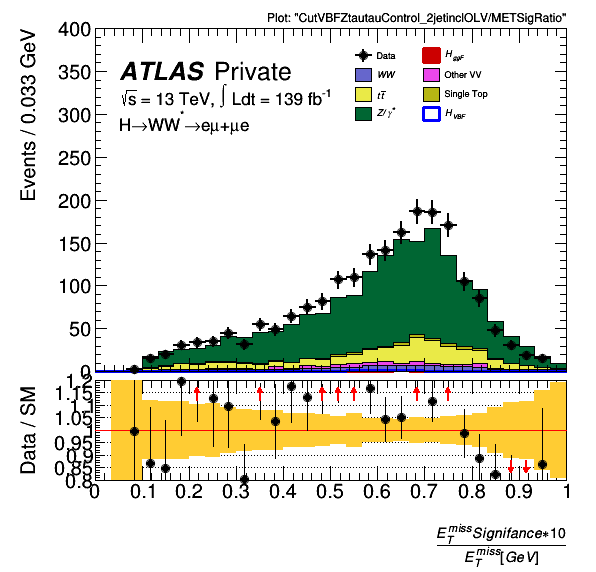 Plot: "CutVBFZtautauControl_2jetinclOLV/METSigRatio"
Events / 0.033 GeV
400
350
300
250
200
150
100
50
0
ATLAS Private
√s = 13 TeV, ∫ Ldt = 139 fb⁻¹
H→WW*→eμ+μe
Data
H_ggF
WW
Other VV
tt̅
Single Top
Z/γ*
H_VBF
Data / SM
1.2
1.15
1.1
1.05
1
0.95
0.9
0.85
0.8
0 0.1 0.2 0.3 0.4 0.5 0.6 0.7 0.8 0.9 1
E_T^miss Signifance*10
E_T^miss [GeV]